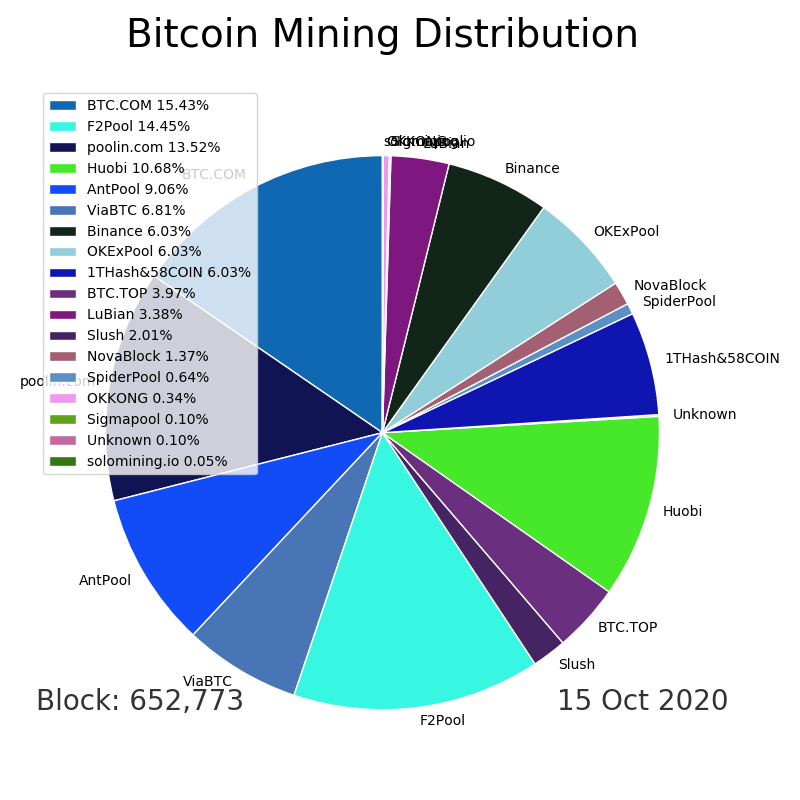 Bitcoin Mining Distribution
BTC.COM 15.43%
F2Pool 14.45%
poolin.com 13.52%
Huobi 10.68%
AntPool 9.06%
ViaBTC 6.81%
Binance 6.03%
OKExPool 6.03%
1THash&58COIN 6.03%
BTC.TOP 3.97%
LuBian 3.38%
Slush 2.01%
NovaBlock 1.37%
SpiderPool 0.64%
OKKONG 0.34%
Sigmapool 0.10%
Unknown 0.10%
solomining.io 0.05%
BTC.COM
poolin.com
AntPool
ViaBTC
F2Pool
Slush
BTC.TOP
Huobi
Unknown
1THash&58COIN
SpiderPool
NovaBlock
OKExPool
Binance
LuBian
Block: 652,773
15 Oct 2020